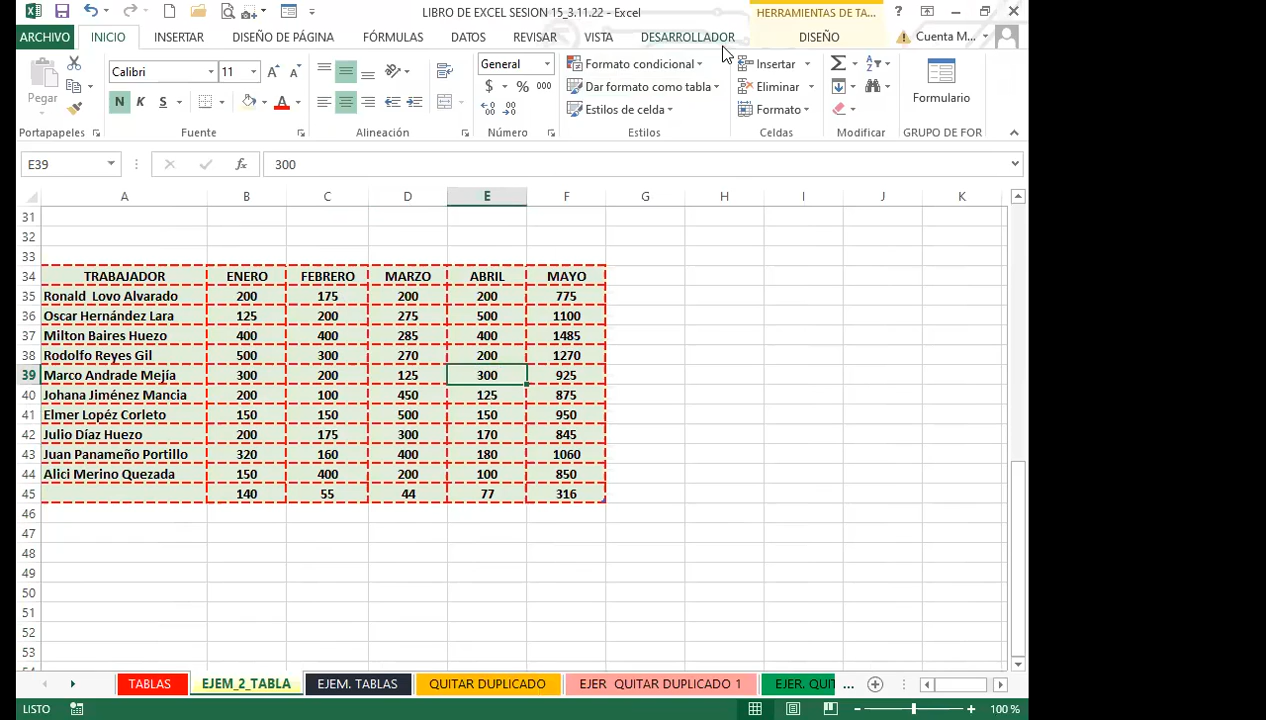 LIBRO DE EXCEL SESION 15_3.11.22 - Excel
HERRAMIENTAS DE TA...
ARCHIVO INICIO INSERTAR DISEÑO DE PÁGINA FÓRMULAS DATOS REVISAR VISTA DESARROLLADOR DISEÑO Cuenta M...
Pegar
Calibri 11
N K S
General
$ % 000
Formato condicional
Dar formato como tabla
Estilos de celda
Insertar
Eliminar
Formato
Formulario
Portapapeles Fuente Alineación Número Estilos Celdas Modificar GRUPO DE FOR
E39 fx 300
A B C D E F G H I J K
31
32
33
34 TRABAJADOR ENERO FEBRERO MARZO ABRIL MAYO
35 Ronald Lovo Alvarado 200 175 200 200 775
36 Oscar Hernández Lara 125 200 275 500 1100
37 Milton Baires Huezo 400 400 285 400 1485
38 Rodolfo Reyes Gil 500 300 270 200 1270
39 Marco Andrade Mejía 300 200 125 300 925
40 Johana Jiménez Mancia 200 100 450 125 875
41 Elmer Lopéz Corleto 150 150 500 150 950
42 Julio Díaz Huezo 200 175 300 170 845
43 Juan Panameño Portillo 320 160 400 180 1060
44 Alici Merino Quezada 150 400 200 100 850
45 140 55 44 77 316
46
47
48
49
50
51
52
53
TABLAS EJEM_2_TABLA EJEM. TABLAS QUITAR DUPLICADO EJER QUITAR DUPLICADO 1 EJER. QUIT ...
LISTO 100 %